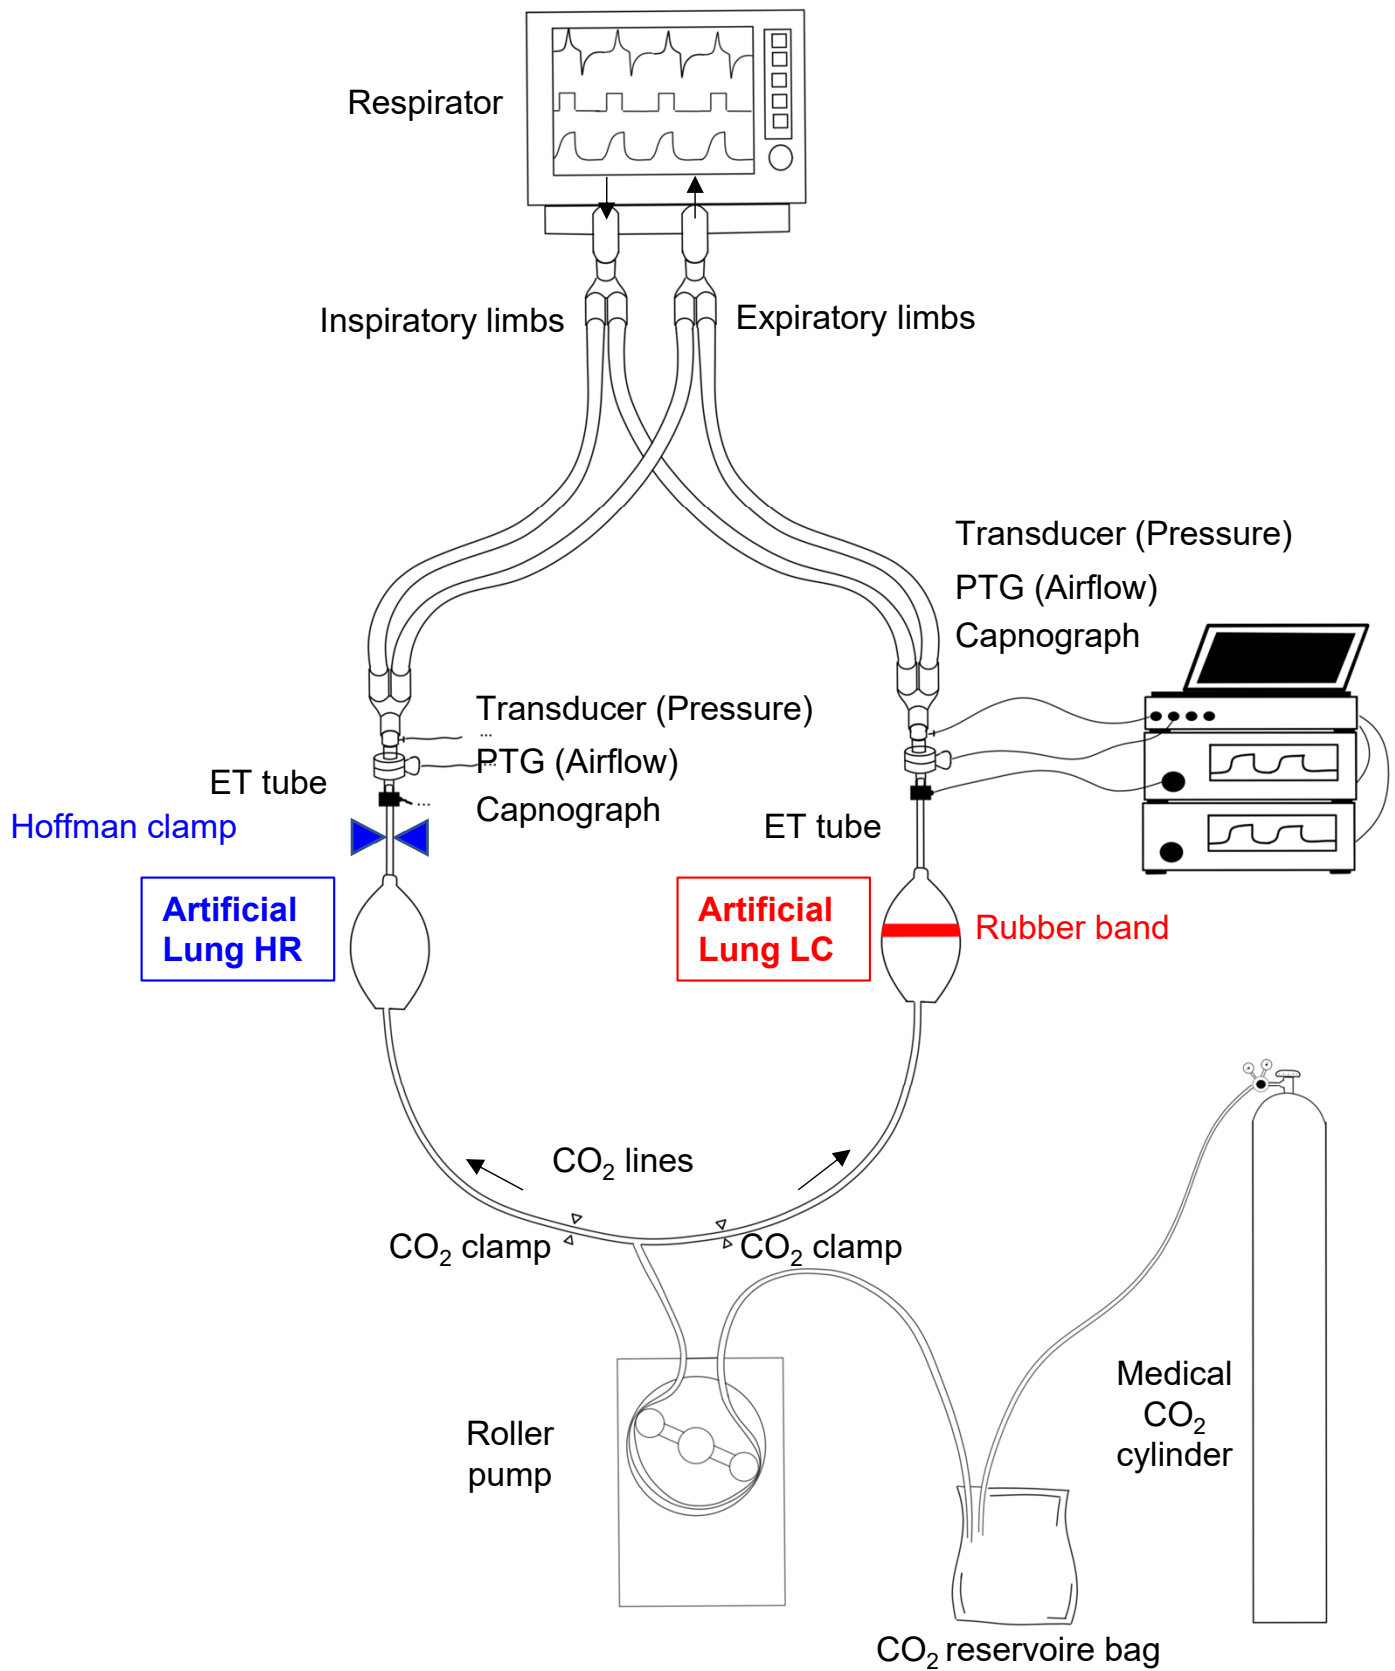 Respirator
Inspiratory limbs
Expiratory limbs
Transducer (Pressure)
PTG (Airflow)
Capnograph
Transducer (Pressure)
...
PTG (Airflow)
...
ET tube
...
Capnograph
Hoffman clamp
ET tube
Artificial
Lung HR
Artificial
Lung LC
Rubber band
CO₂ lines
CO₂ clamp
CO₂ clamp
Medical
CO₂
cylinder
Roller
pump
CO₂ reservoire bag